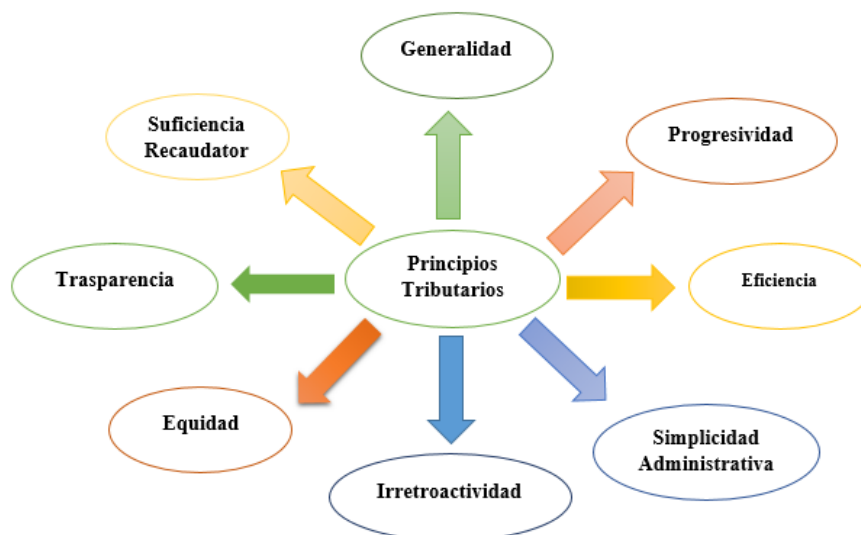 Generalidad
Suficiencia
Recaudator
Progresividad
Principios
Tributarios
Trasparencia
Eficiencia
Equidad
Simplicidad
Administrativa
Irretroactividad